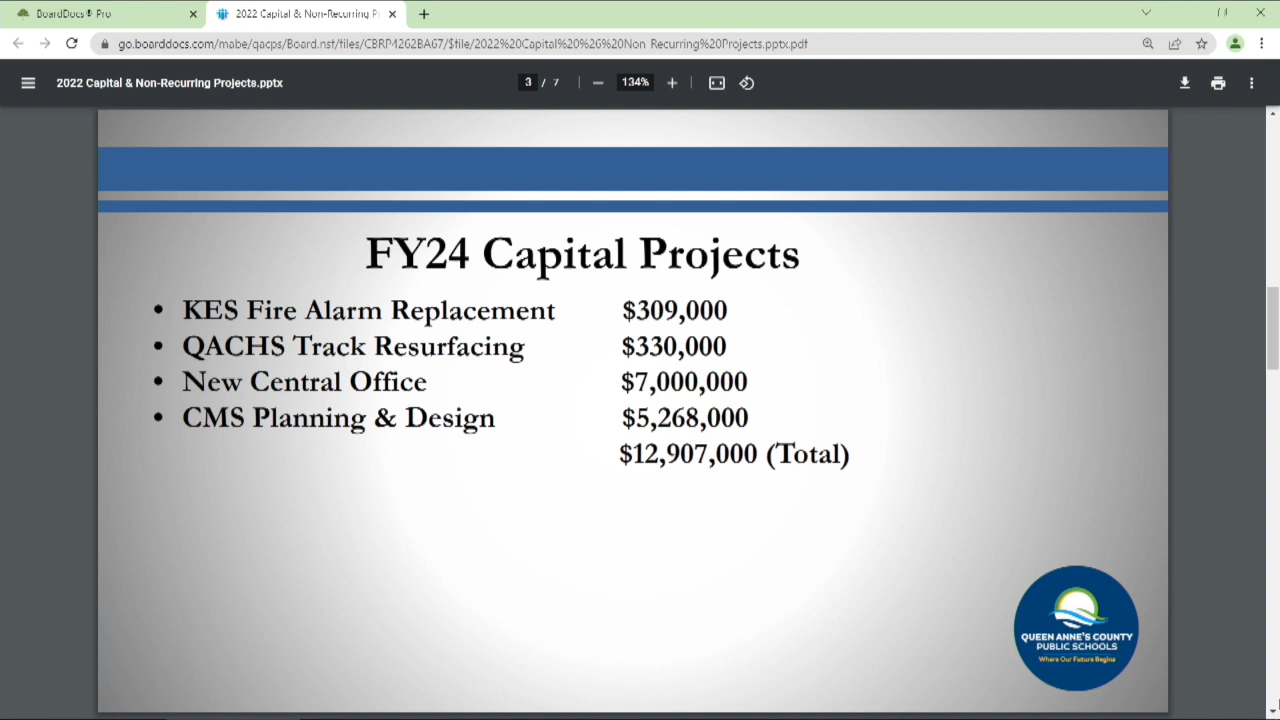 BoardDocs® Pro
2022 Capital & Non-Recurring Pr
go.boarddocs.com/mabe/qacps/Board.nsf/files/CBRP4262BA67/$file/2022%20Capital%20%26%20Non Recurring%20Projects.pptx.pdf
2022 Capital & Non-Recurring Projects.pptx
3 / 7
134%
FY24 Capital Projects
• KES Fire Alarm Replacement $309,000
• QACHS Track Resurfacing $330,000
• New Central Office $7,000,000
• CMS Planning & Design $5,268,000
$12,907,000 (Total)
QUEEN ANNE'S COUNTY
PUBLIC SCHOOLS
Where Our Future Begins